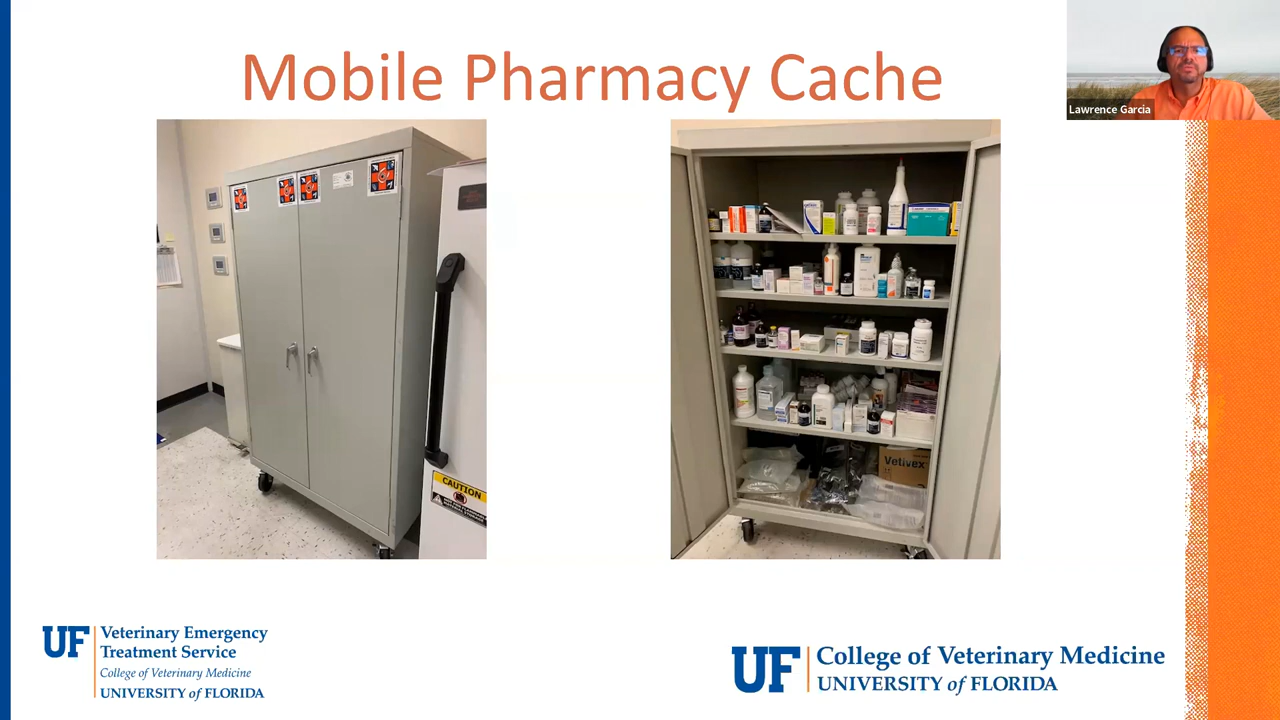 Mobile Pharmacy Cache
Lawrence Garcia
CAUTION
Vetivex
UF
Veterinary Emergency
Treatment Service
College of Veterinary Medicine
UNIVERSITY of FLORIDA
UF
College of Veterinary Medicine
UNIVERSITY of FLORIDA